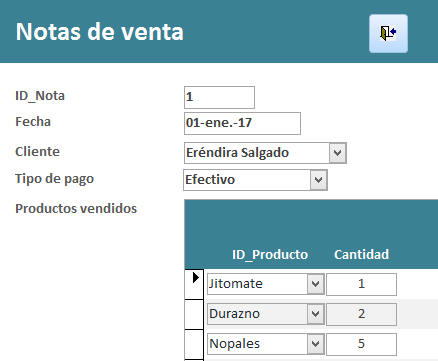 Notas de venta
ID_Nota 1
Fecha 01-ene.-17
Cliente Eréndira Salgado
Tipo de pago Efectivo
Productos vendidos
ID_Producto Cantidad
Jitomate 1
Durazno 2
Nopales 5